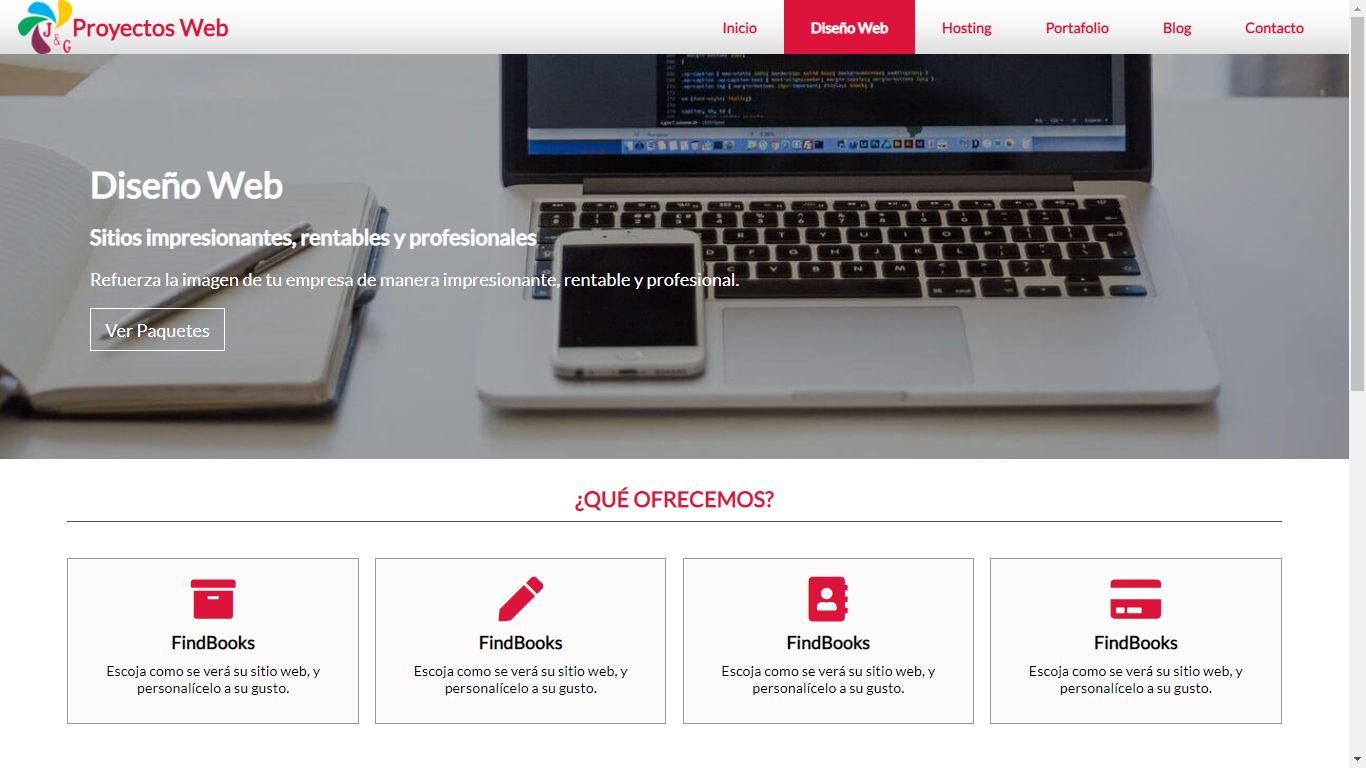 J&G Proyectos Web
Inicio
Diseño Web
Hosting
Portafolio
Blog
Contacto
Diseño Web
Sitios impresionantes, rentables y profesionales
Refuerza la imagen de tu empresa de manera impresionante, rentable y profesional.
Ver Paquetes
¿QUÉ OFRECEMOS?
FindBooks
Escoja como se verá su sitio web, y
personalícelo a su gusto.
FindBooks
Escoja como se verá su sitio web, y
personalícelo a su gusto.
FindBooks
Escoja como se verá su sitio web, y
personalícelo a su gusto.
FindBooks
Escoja como se verá su sitio web, y
personalícelo a su gusto.